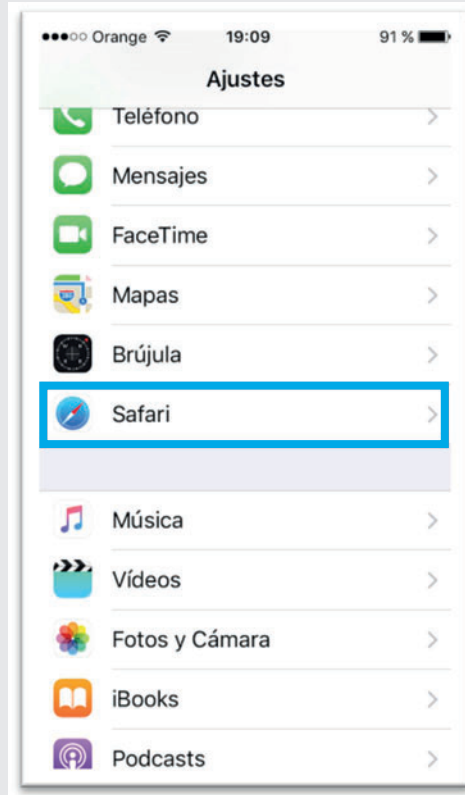 Orange 19:09 91 %
Ajustes
Teléfono
Mensajes
FaceTime
Mapas
Brújula
Safari
Música
Vídeos
Fotos y Cámara
iBooks
Podcasts